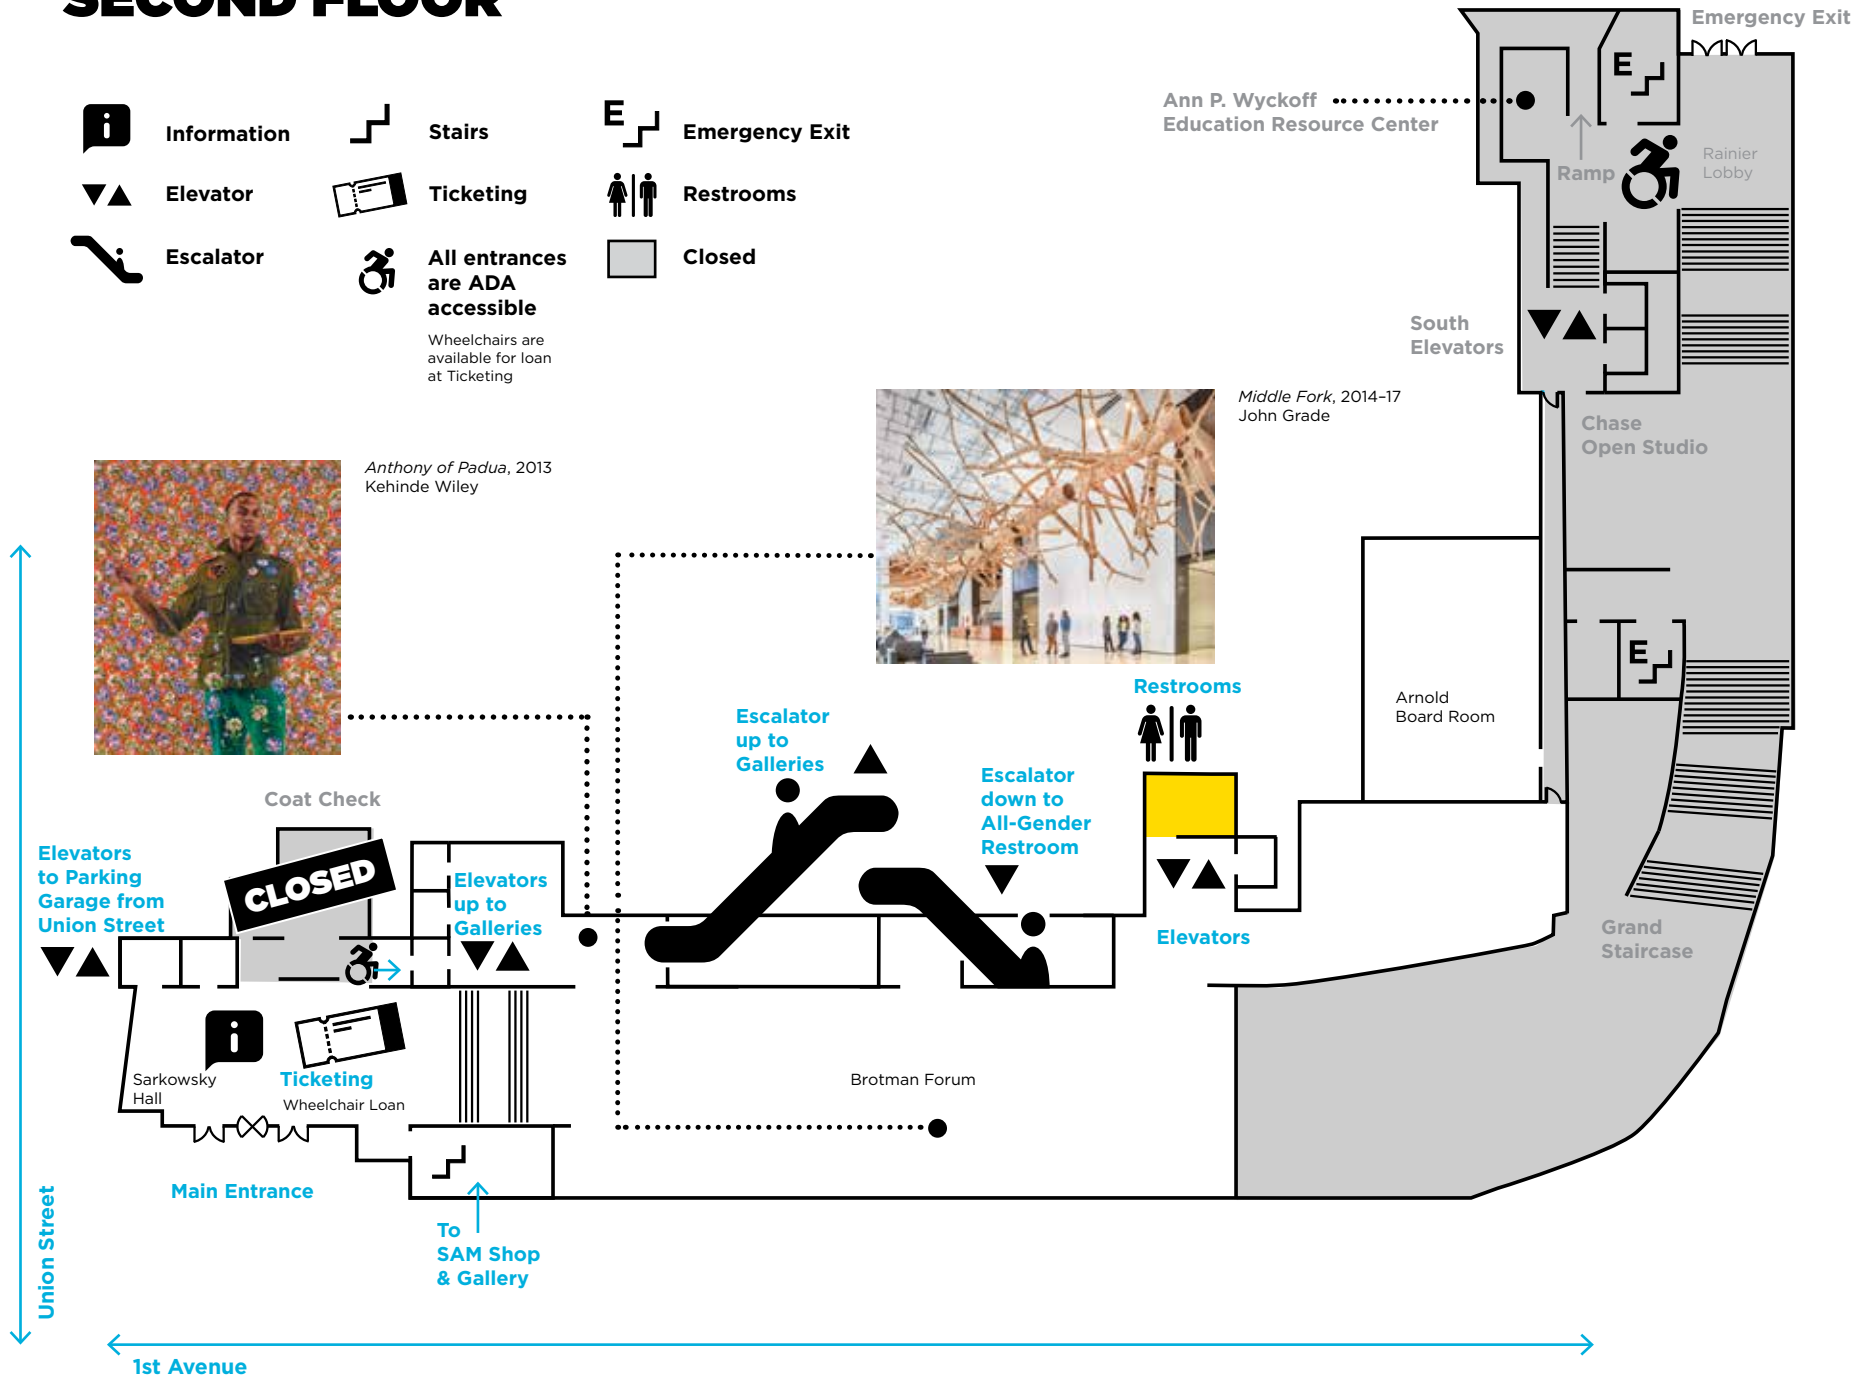 SECOND FLOOR
Information
Stairs
E
Emergency Exit
Elevator
Ticketing
Restrooms
Escalator
All entrances
are ADA
accessible
Wheelchairs are
available for loan
at Ticketing
Closed
Emergency Exit
E
Ann P. Wyckoff
Education Resource Center
Ramp
Rainier
Lobby
South
Elevators
Chase
Open Studio
Middle Fork, 2014–17
John Grade
Anthony of Padua, 2013
Kehinde Wiley
E
Arnold
Board Room
Restrooms
Escalator
up to
Galleries
Escalator
down to
All-Gender
Restroom
Coat Check
CLOSED
Elevators
to Parking
Garage from
Union Street
Elevators
up to
Galleries
Elevators
Grand
Staircase
i
Sarkowsky
Hall
Ticketing
Wheelchair Loan
Brotman Forum
Main Entrance
To
SAM Shop
& Gallery
Union Street
1st Avenue